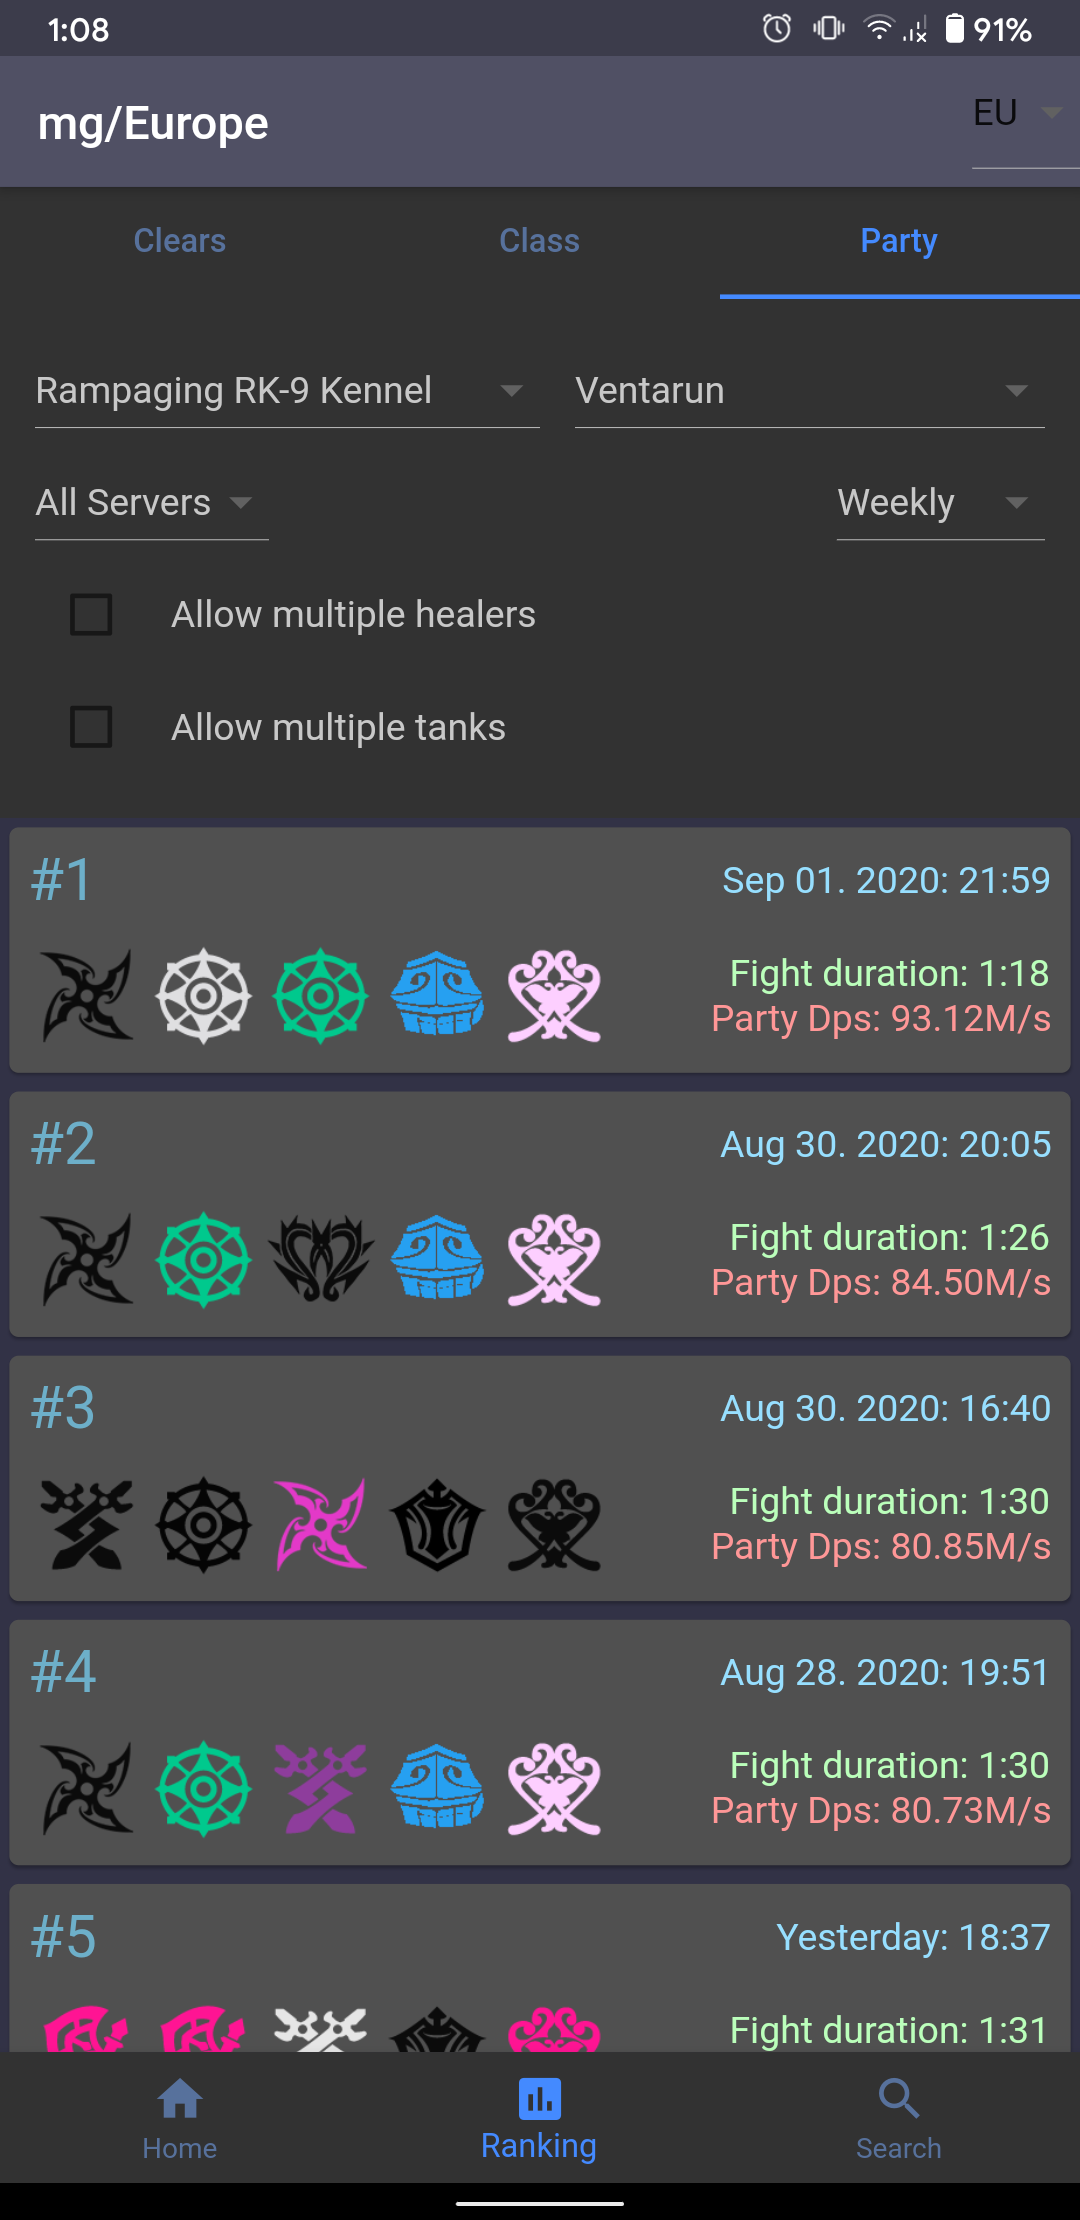 1:08
91%
mg/Europe
EU
Clears
Class
Party
Rampaging RK-9 Kennel
Ventarun
All Servers
Weekly
Allow multiple healers
Allow multiple tanks
#1
Sep 01. 2020: 21:59
Fight duration: 1:18
Party Dps: 93.12M/s
#2
Aug 30. 2020: 20:05
Fight duration: 1:26
Party Dps: 84.50M/s
#3
Aug 30. 2020: 16:40
Fight duration: 1:30
Party Dps: 80.85M/s
#4
Aug 28. 2020: 19:51
Fight duration: 1:30
Party Dps: 80.73M/s
#5
Yesterday: 18:37
Fight duration: 1:31
Home
Ranking
Search